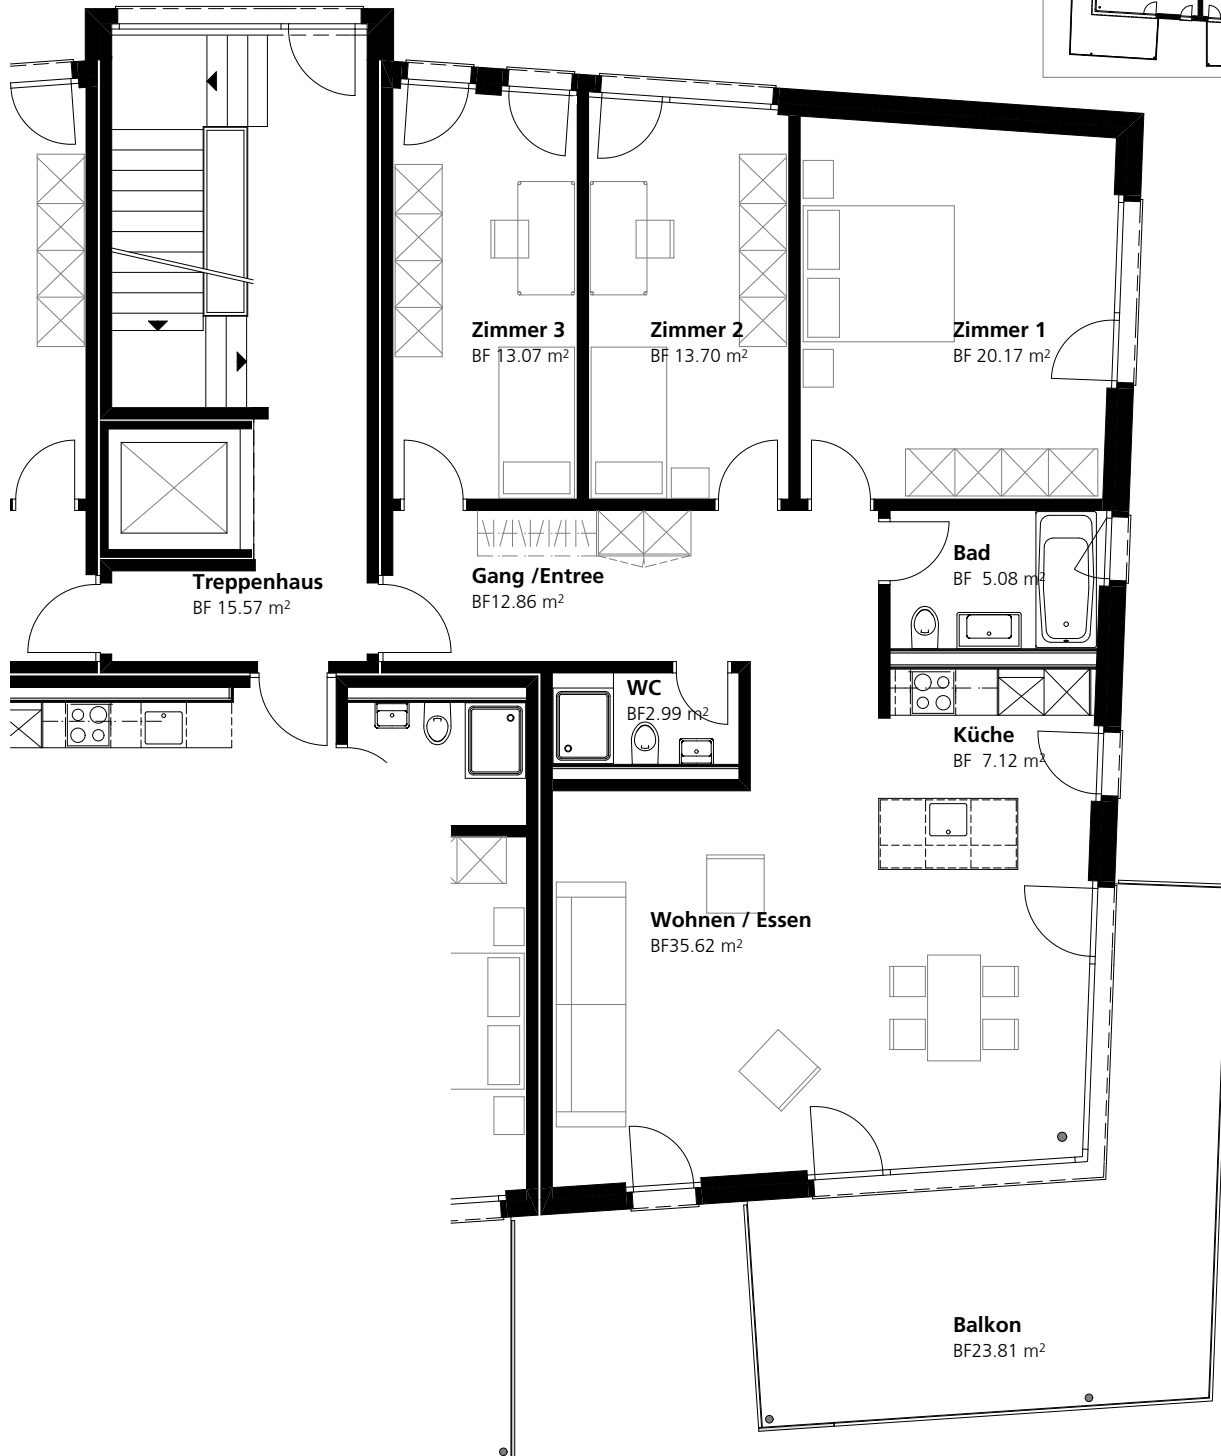 Zimmer 3
BF 13.07 m²
Zimmer 2
BF 13.70 m²
Zimmer 1
BF 20.17 m²
Treppenhaus
BF 15.57 m²
Gang /Entree
BF12.86 m²
Bad
BF 5.08 m²
WC
BF2.99 m²
Küche
BF 7.12 m²
Wohnen / Essen
BF35.62 m²
Balkon
BF23.81 m²